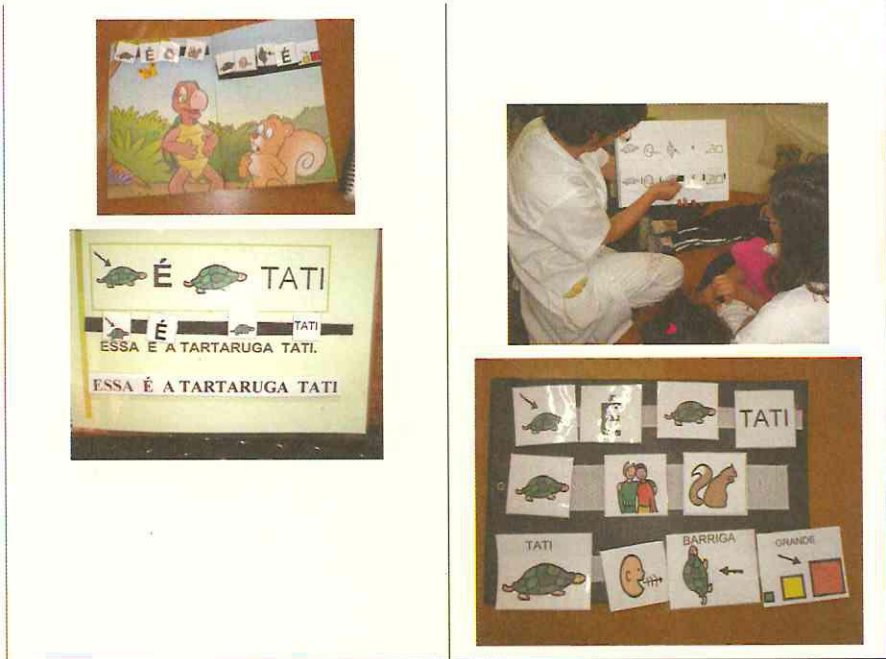 É
É
É TATI
É TATI
ESSA É A TARTARUGA TATI.
ESSA É A TARTARUGA TATI
É TATI
TATI BARRIGA GRANDE